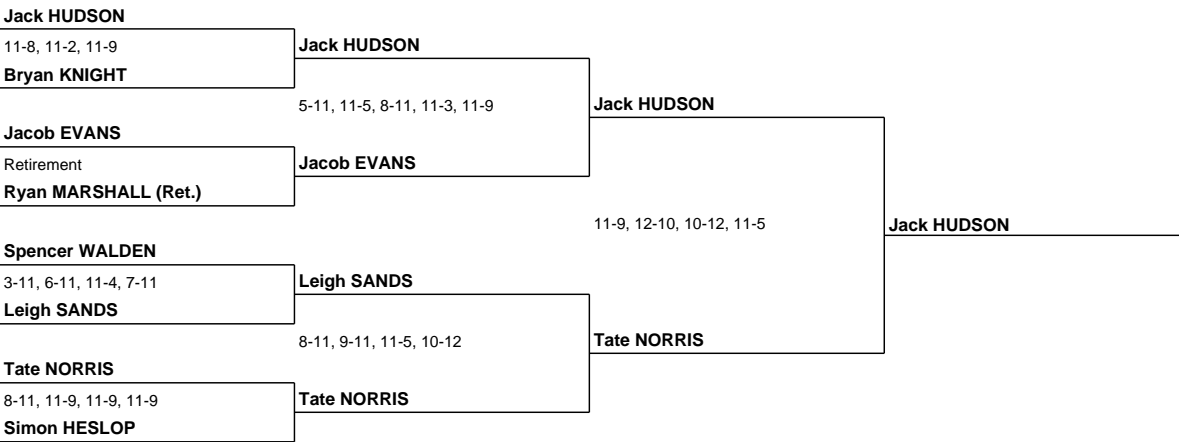 Jack HUDSON
11-8, 11-2, 11-9
Bryan KNIGHT
Jacob EVANS
Retirement
Ryan MARSHALL (Ret.)
Spencer WALDEN
3-11, 6-11, 11-4, 7-11
Leigh SANDS
Tate NORRIS
8-11, 11-9, 11-9, 11-9
Simon HESLOP
Jack HUDSON
5-11, 11-5, 8-11, 11-3, 11-9
Jacob EVANS
Leigh SANDS
8-11, 9-11, 11-5, 10-12
Tate NORRIS
Jack HUDSON
11-9, 12-10, 10-12, 11-5
Tate NORRIS
Jack HUDSON